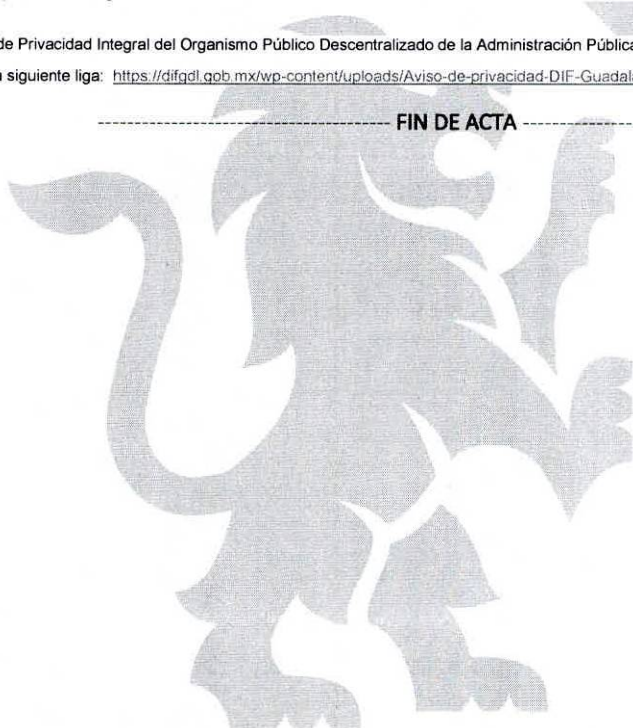 de Privacidad Integral del Organismo Público Descentralizado de la Administración Pública
siguiente liga: https://difgdl.gob.mx/wp-content/uploads/Aviso-de-privacidad-DIF-Guadala
FIN DE ACTA